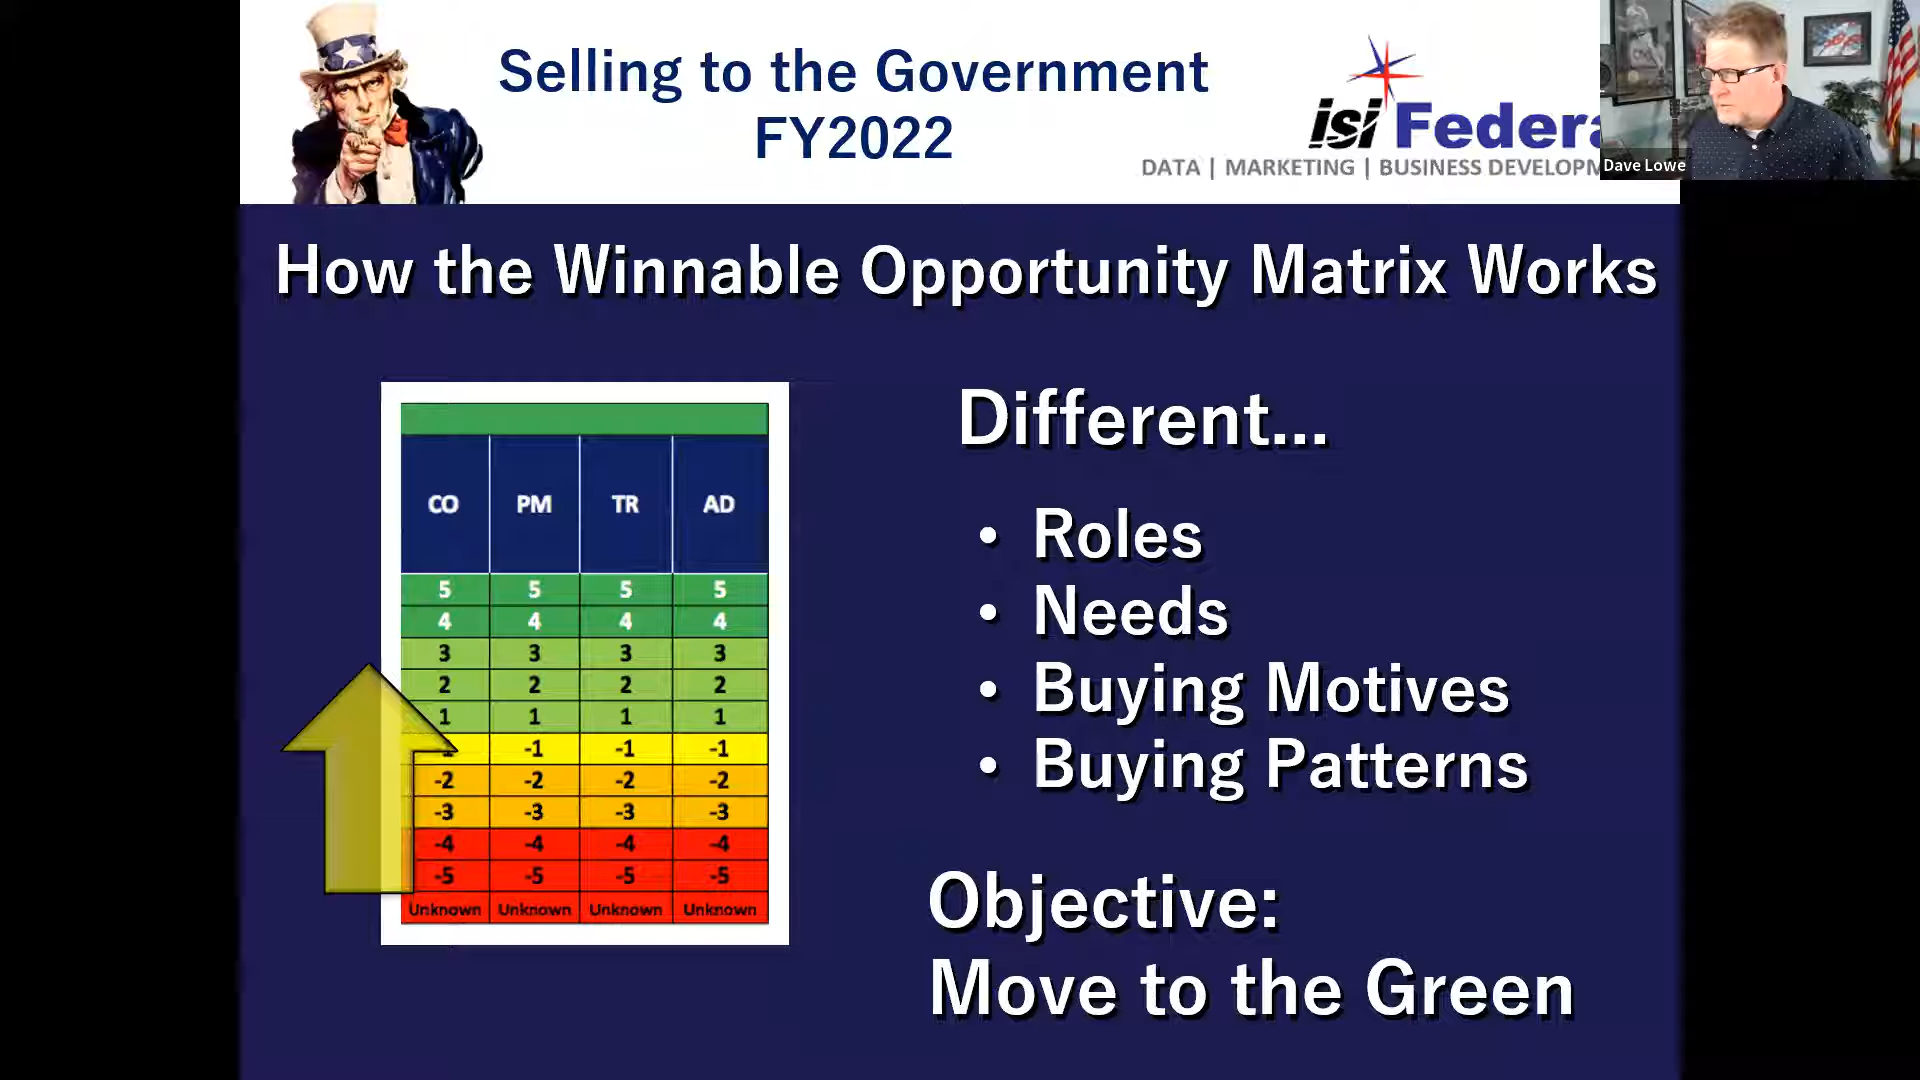 Selling to the Government
FY2022
isi Federa
DATA | MARKETING | BUSINESS DEVELOPM
Dave Lowe
How the Winnable Opportunity Matrix Works
CO PM TR AD
5 5 5 5
4 4 4 4
3 3 3 3
2 2 2 2
1 1 1 1
-1 -1 -1
-2 -2 -2 -2
-3 -3 -3 -3
-4 -4 -4 -4
-5 -5 -5 -5
Unknown Unknown Unknown Unknown
Different...
• Roles
• Needs
• Buying Motives
• Buying Patterns
Objective:
Move to the Green